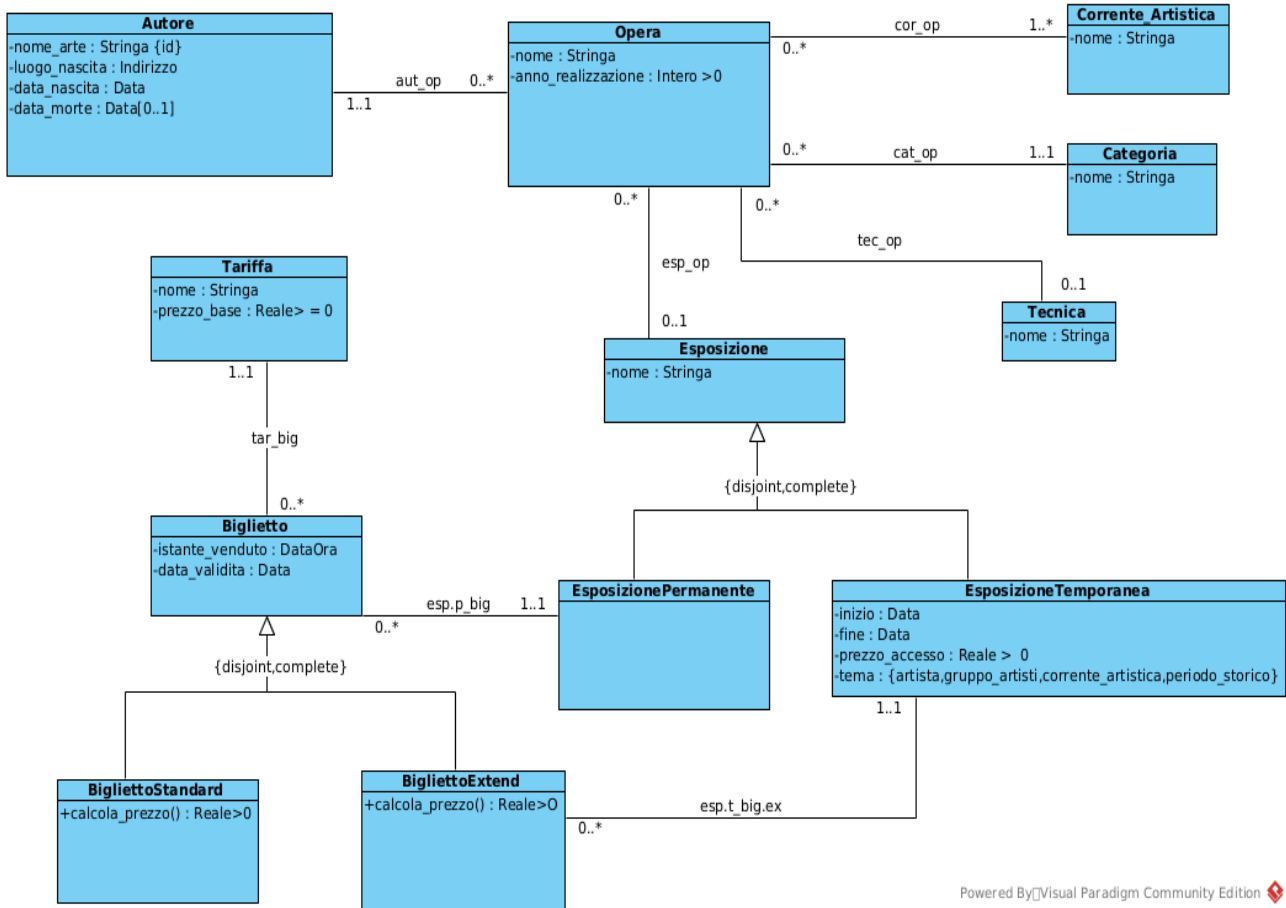 Autore
-nome_arte : Stringa {id}
-luogo_nascita : Indirizzo
-data_nascita : Data
-data_morte : Data[0..1]
aut_op
1..1
0..*
Opera
-nome : Stringa
-anno_realizzazione : Intero >0
cor_op
0..*
1..*
Corrente_Artistica
-nome : Stringa
0..*
cat_op
1..1
Categoria
-nome : Stringa
0..*
0..*
tec_op
0..1
Tecnica
-nome : Stringa
esp_op
0..1
Esposizione
-nome : Stringa
Tariffa
-nome : Stringa
-prezzo_base : Reale> = 0
1..1
tar_big
0..*
{disjoint,complete}
Biglietto
-istante_venduto : DataOra
-data_validita : Data
esp.p_big
0..*
1..1
EsposizionePermanente
EsposizioneTemporanea
-inizio : Data
-fine : Data
-prezzo_accesso : Reale > 0
-tema : {artista,gruppo_artisti,corrente_artistica,periodo_storico}
1..1
{disjoint,complete}
BigliettoStandard
+calcola_prezzo() : Reale>0
BigliettoExtend
+calcola_prezzo() : Reale>O
0..*
esp.t_big.ex
Powered By▯Visual Paradigm Community Edition